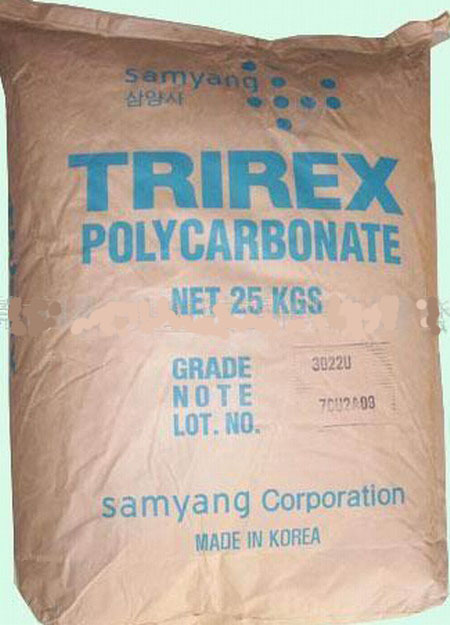 samyang
삼양사
TRIREX
POLYCARBONATE
NET 25 KGS
GRADE 3022U
NOTE
LOT. NO. 7CU2A03
samyang Corporation
MADE IN KOREA